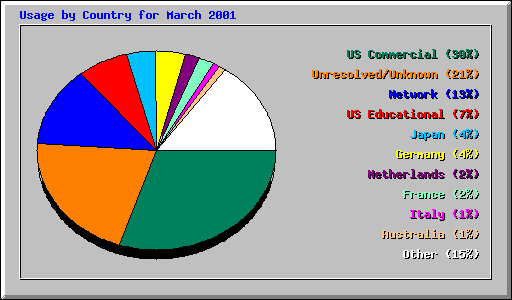 Usage by Country for March 2001
US Commercial (30%)
Unresolved/Unknown (21%)
Network (13%)
US Educational (7%)
Japan (4%)
Germany (4%)
Netherlands (2%)
France (2%)
Italy (1%)
Australia (1%)
Other (15%)